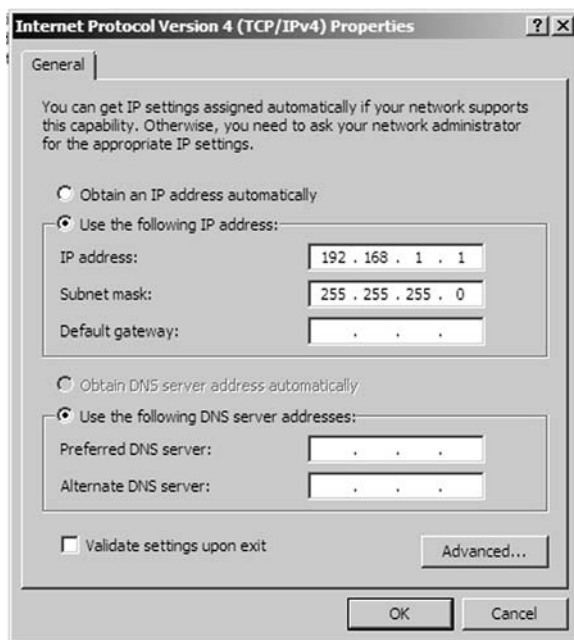 Internet Protocol Version 4 (TCP/IPv4) Properties
General
You can get IP settings assigned automatically if your network supports
this capability. Otherwise, you need to ask your network administrator
for the appropriate IP settings.
Obtain an IP address automatically
Use the following IP address:
IP address: 192 . 168 . 1 . 1
Subnet mask: 255 . 255 . 255 . 0
Default gateway: . . .
Obtain DNS server address automatically
Use the following DNS server addresses:
Preferred DNS server: . . .
Alternate DNS server: . . .
Validate settings upon exit
Advanced...
OK Cancel